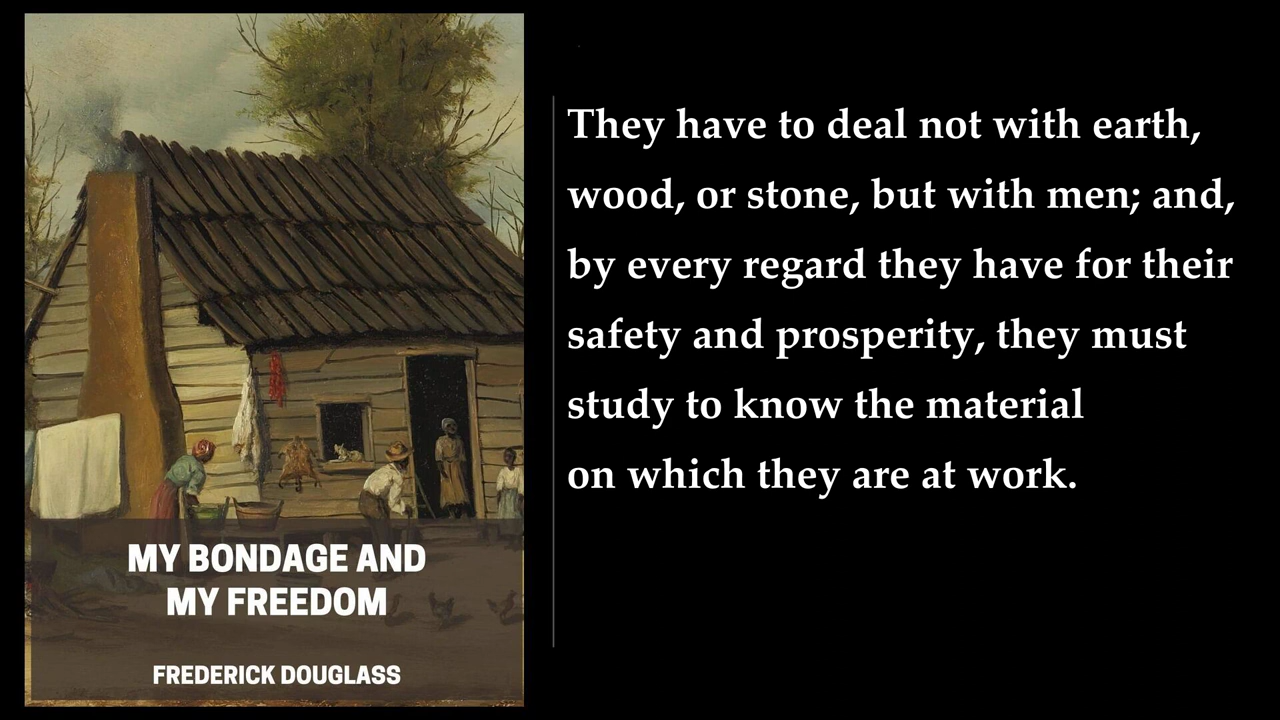 MY BONDAGE AND
MY FREEDOM
FREDERICK DOUGLASS
They have to deal not with earth,
wood, or stone, but with men; and,
by every regard they have for their
safety and prosperity, they must
study to know the material
on which they are at work.